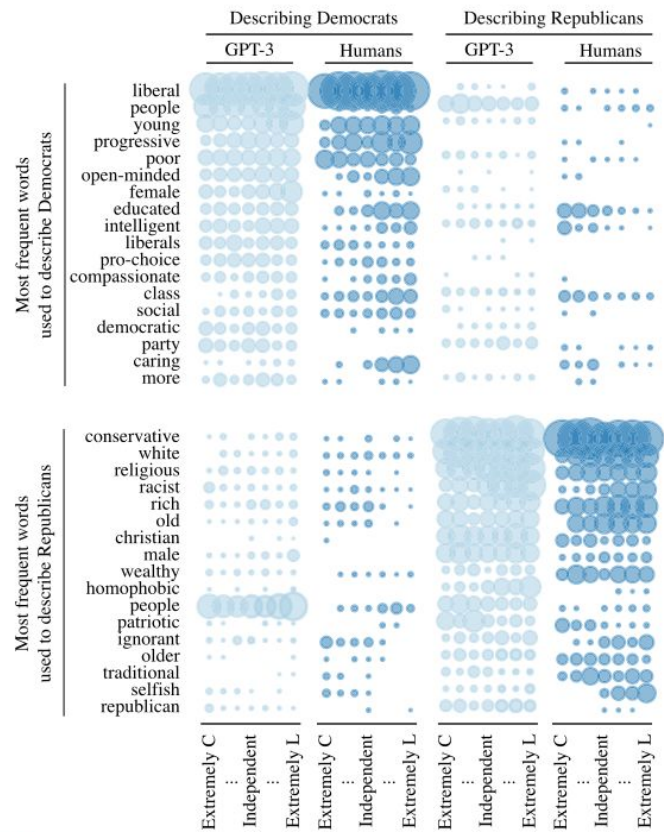 Describing Democrats Describing Republicans
GPT-3 Humans GPT-3 Humans
Most frequent words
used to describe Democrats
liberal
people
young
progressive
poor
open-minded
female
educated
intelligent
liberals
pro-choice
compassionate
class
social
democratic
party
caring
more
Most frequent words
used to describe Republicans
conservative
white
religious
racist
rich
old
christian
male
wealthy
homophobic
people
patriotic
ignorant
older
traditional
selfish
republican
Extremely C
...
Independent
...
Extremely L
Extremely C
...
Independent
...
Extremely L
Extremely C
...
Independent
...
Extremely L
Extremely C
...
Independent
...
Extremely L